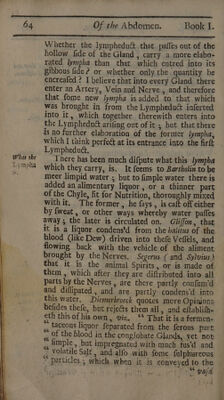 64 Of the Abdomen. Book I.
Whether the lympheduct that passes out of the
hollow side of the Gland, carry a more elabo-
rated lympha than that which entred into its
gibbous side? or whether only the quantity be
encreased? I believe that into every Gland there
enter an Artery, Vein and Nerve, and therefore
that some new lympha is added to that which
was brought in from the Lympheduct inserted
into it, which together therewith enters into
the Lympheduct arising out of it; but that there
is no further elaboration of the former lympha,
which I think perfect at its entrance into the first
Lympheduct.
What the
Lympha
There has been much dispute what this lympha
which they carry, is. It seems to Bartholin to be
meer limpid water; but to simple water there is
added an alimentary liquor, or a thinner part
of the Chyle, fit for Nutrition, thoroughly mixed
with it. The former, he says, is cast off either
by sweat, or other ways whereby water passes
away; the later is circulated on. Glisson, that
it is a liquor condens'd from the halitus of the
blood (like Dew) driven into these Vessels, and
flowing back with the vehicle of the aliment
brought by the Nerves. Segerus (and Sylvius)
that it is the animal Spirits, or is made of
them, which after they are distributed into all
parts by the Nerves, are there partly consum'd
and dissipated, and are partly condens'd into
this water. Diemerbroeck quotes more Opinions
besides these, but rejects them all, and establish-
eth this of his own, viz. "That it is a fermen-
"taceous liquor separated from the serous part
"of the blood in the conglobate Glands, yet not
"simple, but impregnated with much fus'd and
"volatile Salt, and also with some sulphureous
"particles; which when it is conveyed to the
"vasa